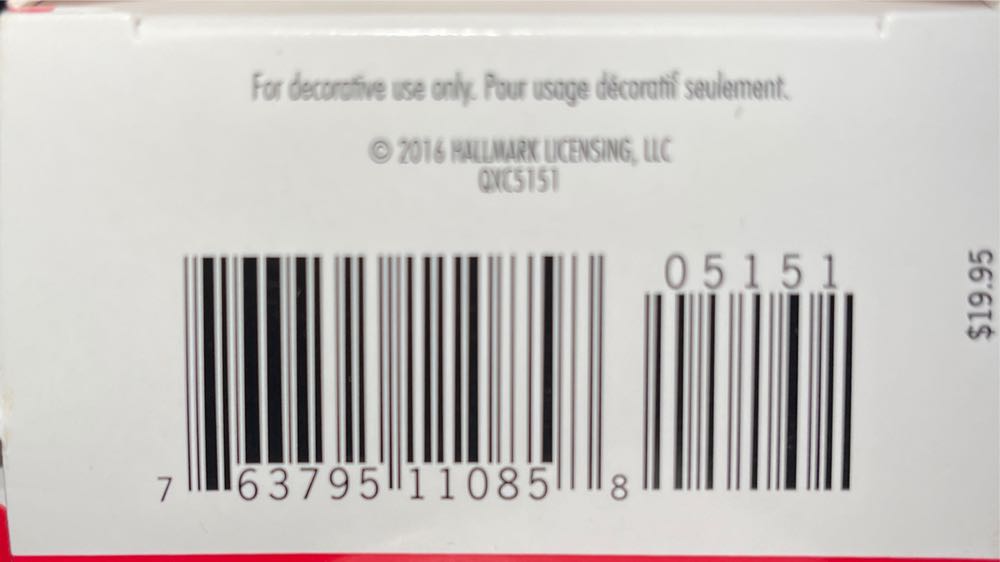 For decorative use only. Pour usage décoratif seulement.
© 2016 HALLMARK LICENSING, LLC
QXC5151
05151
$19.95
7 63795 11085 8